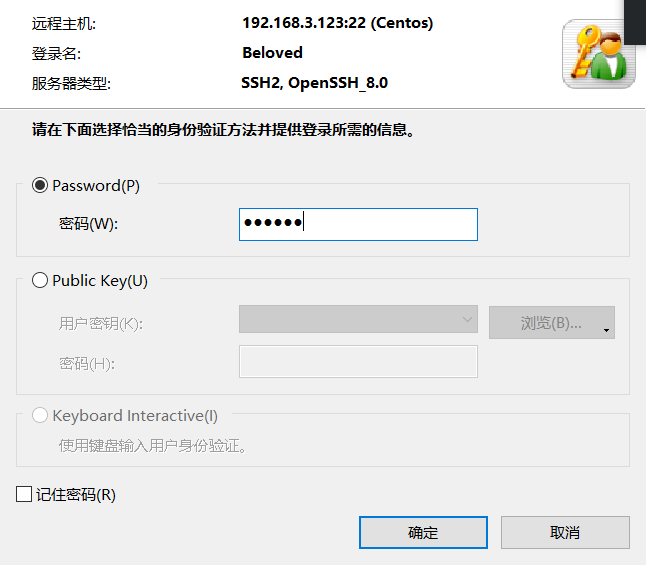 远程主机: 192.168.3.123:22 (Centos)
登录名: Beloved
服务器类型: SSH2, OpenSSH_8.0
请在下面选择恰当的身份验证方法并提供登录所需的信息。
Password(P)
密码(W): ●●●●●●
Public Key(U)
用户密钥(K): 浏览(B)...
密码(H):
Keyboard Interactive(I)
使用键盘输入用户身份验证。
记住密码(R)
确定 取消